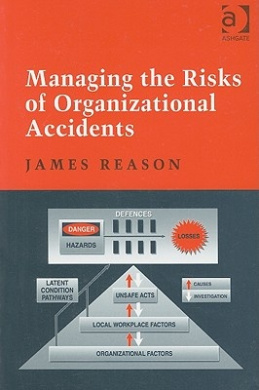 ASHGATE
Managing the Risks
of Organizational
Accidents
JAMES REASON
DEFENCES
DANGER
HAZARDS
LOSSES
LATENT
CONDITION
PATHWAYS
UNSAFE ACTS
CAUSES
INVESTIGATION
LOCAL WORKPLACE FACTORS
ORGANIZATIONAL FACTORS